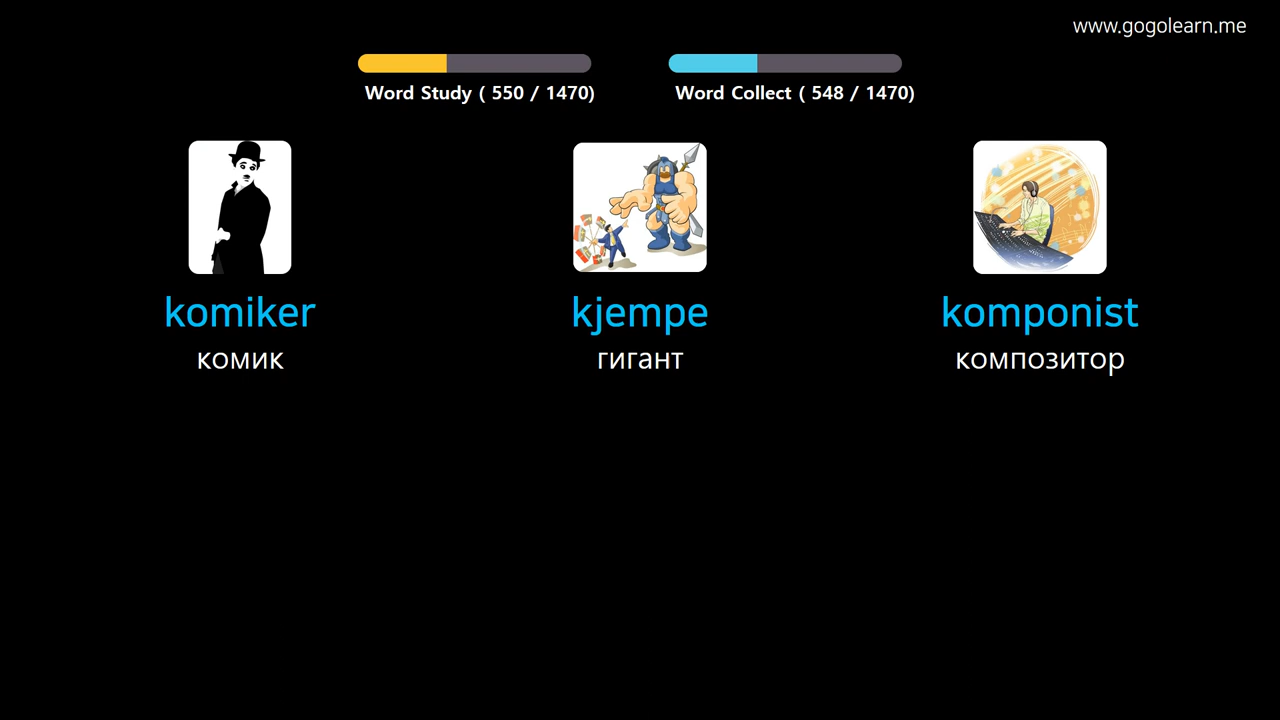 www.gogolearn.me
Word Study ( 550 / 1470)
Word Collect ( 548 / 1470)
komiker
kjempe
komponist
комик
гигант
композитор